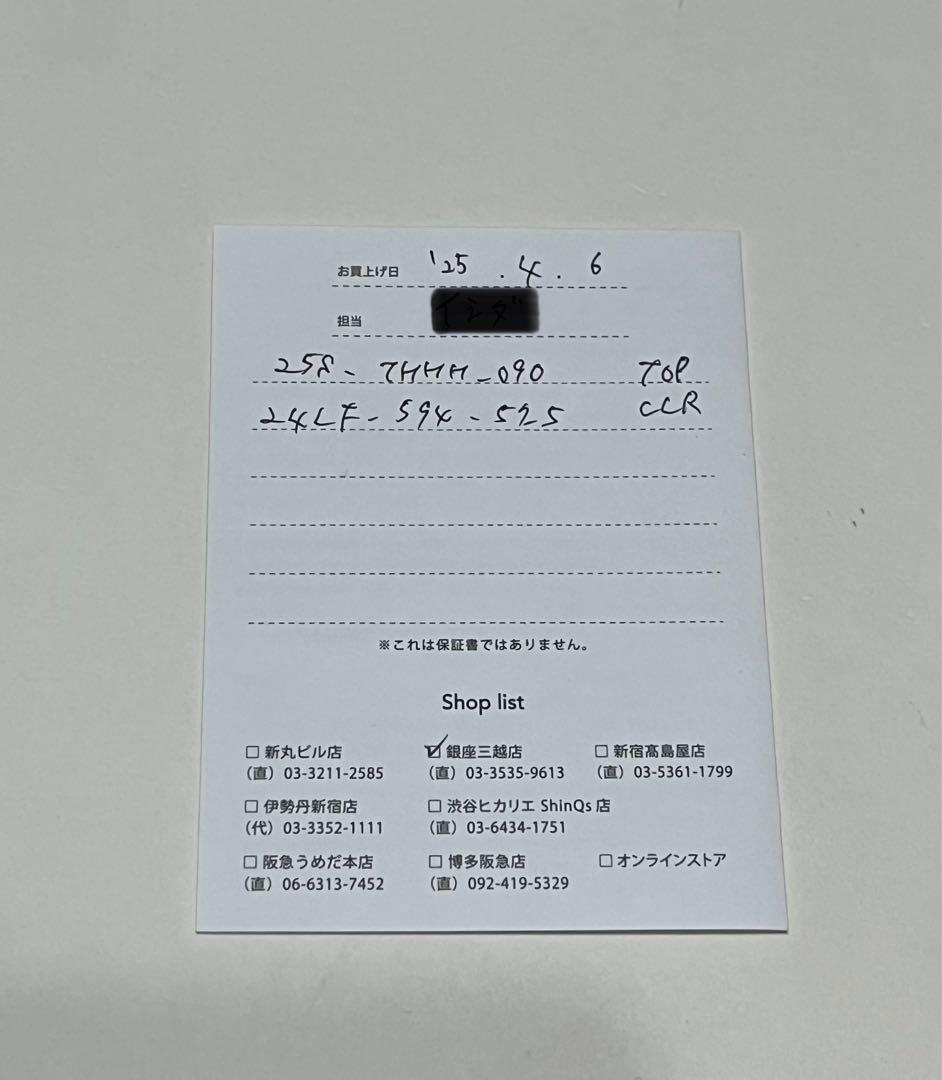 お買上げ日 '25 . 4 . 6
担当
25S - THHH - 090 TOP
24LF - 594 - 525 CLR
※これは保証書ではありません。
Shop list
☐ 新丸ビル店 ☑ 銀座三越店 ☐ 新宿髙島屋店
（直）03-3211-2585 （直）03-3535-9613 （直）03-5361-1799
☐ 伊勢丹新宿店 ☐ 渋谷ヒカリエ ShinQs 店
（代）03-3352-1111 （直）03-6434-1751
☐ 阪急うめだ本店 ☐ 博多阪急店 ☐ オンラインストア
（直）06-6313-7452 （直）092-419-5329